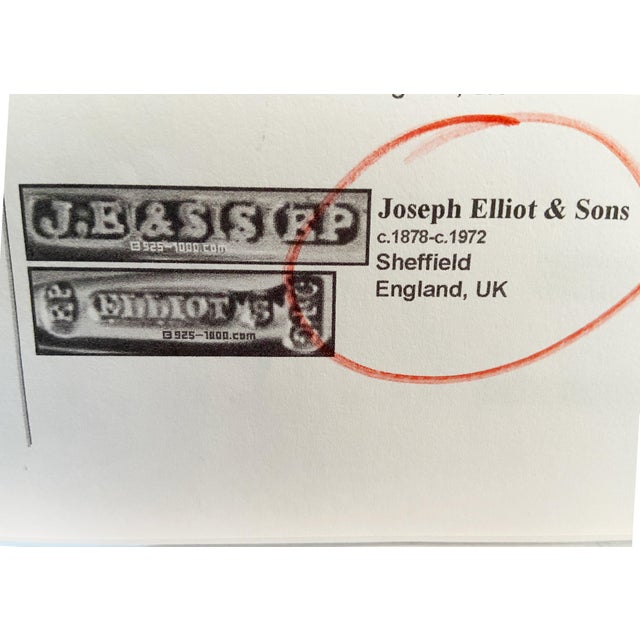 J.E & S S EP
925-1000.com
EP ELLIOT
925-1000.com
Joseph Elliot & Sons
c.1878-c.1972
Sheffield
England, UK